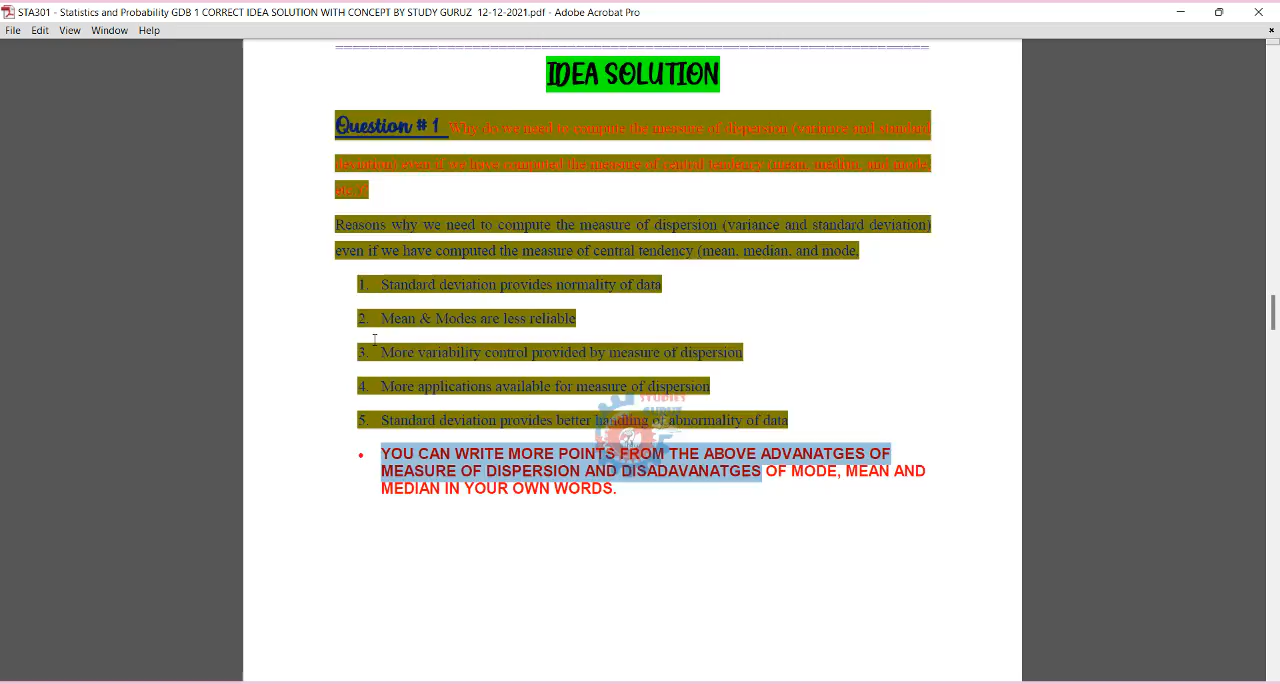 STA301 - Statistics and Probability GDB 1 CORRECT IDEA SOLUTION WITH CONCEPT BY STUDY GURUZ 12-12-2021.pdf - Adobe Acrobat Pro
File Edit View Window Help
IDEA SOLUTION
Question # 1 Why do we need to compute the measure of dispersion (variance and standard
deviation) even if we have computed the measure of central tendency (mean, median, and mode,
etc.)?
Reasons why we need to compute the measure of dispersion (variance and standard deviation)
even if we have computed the measure of central tendency (mean, median, and mode,
1. Standard deviation provides normality of data
2. Mean & Modes are less reliable
3. More variability control provided by measure of dispersion
4. More applications available for measure of dispersion
STUDIES
GURUZ
5. Standard deviation provides better handling of abnormality of data
• YOU CAN WRITE MORE POINTS FROM THE ABOVE ADVANATGES OF
MEASURE OF DISPERSION AND DISADAVANATGES OF MODE, MEAN AND
MEDIAN IN YOUR OWN WORDS.